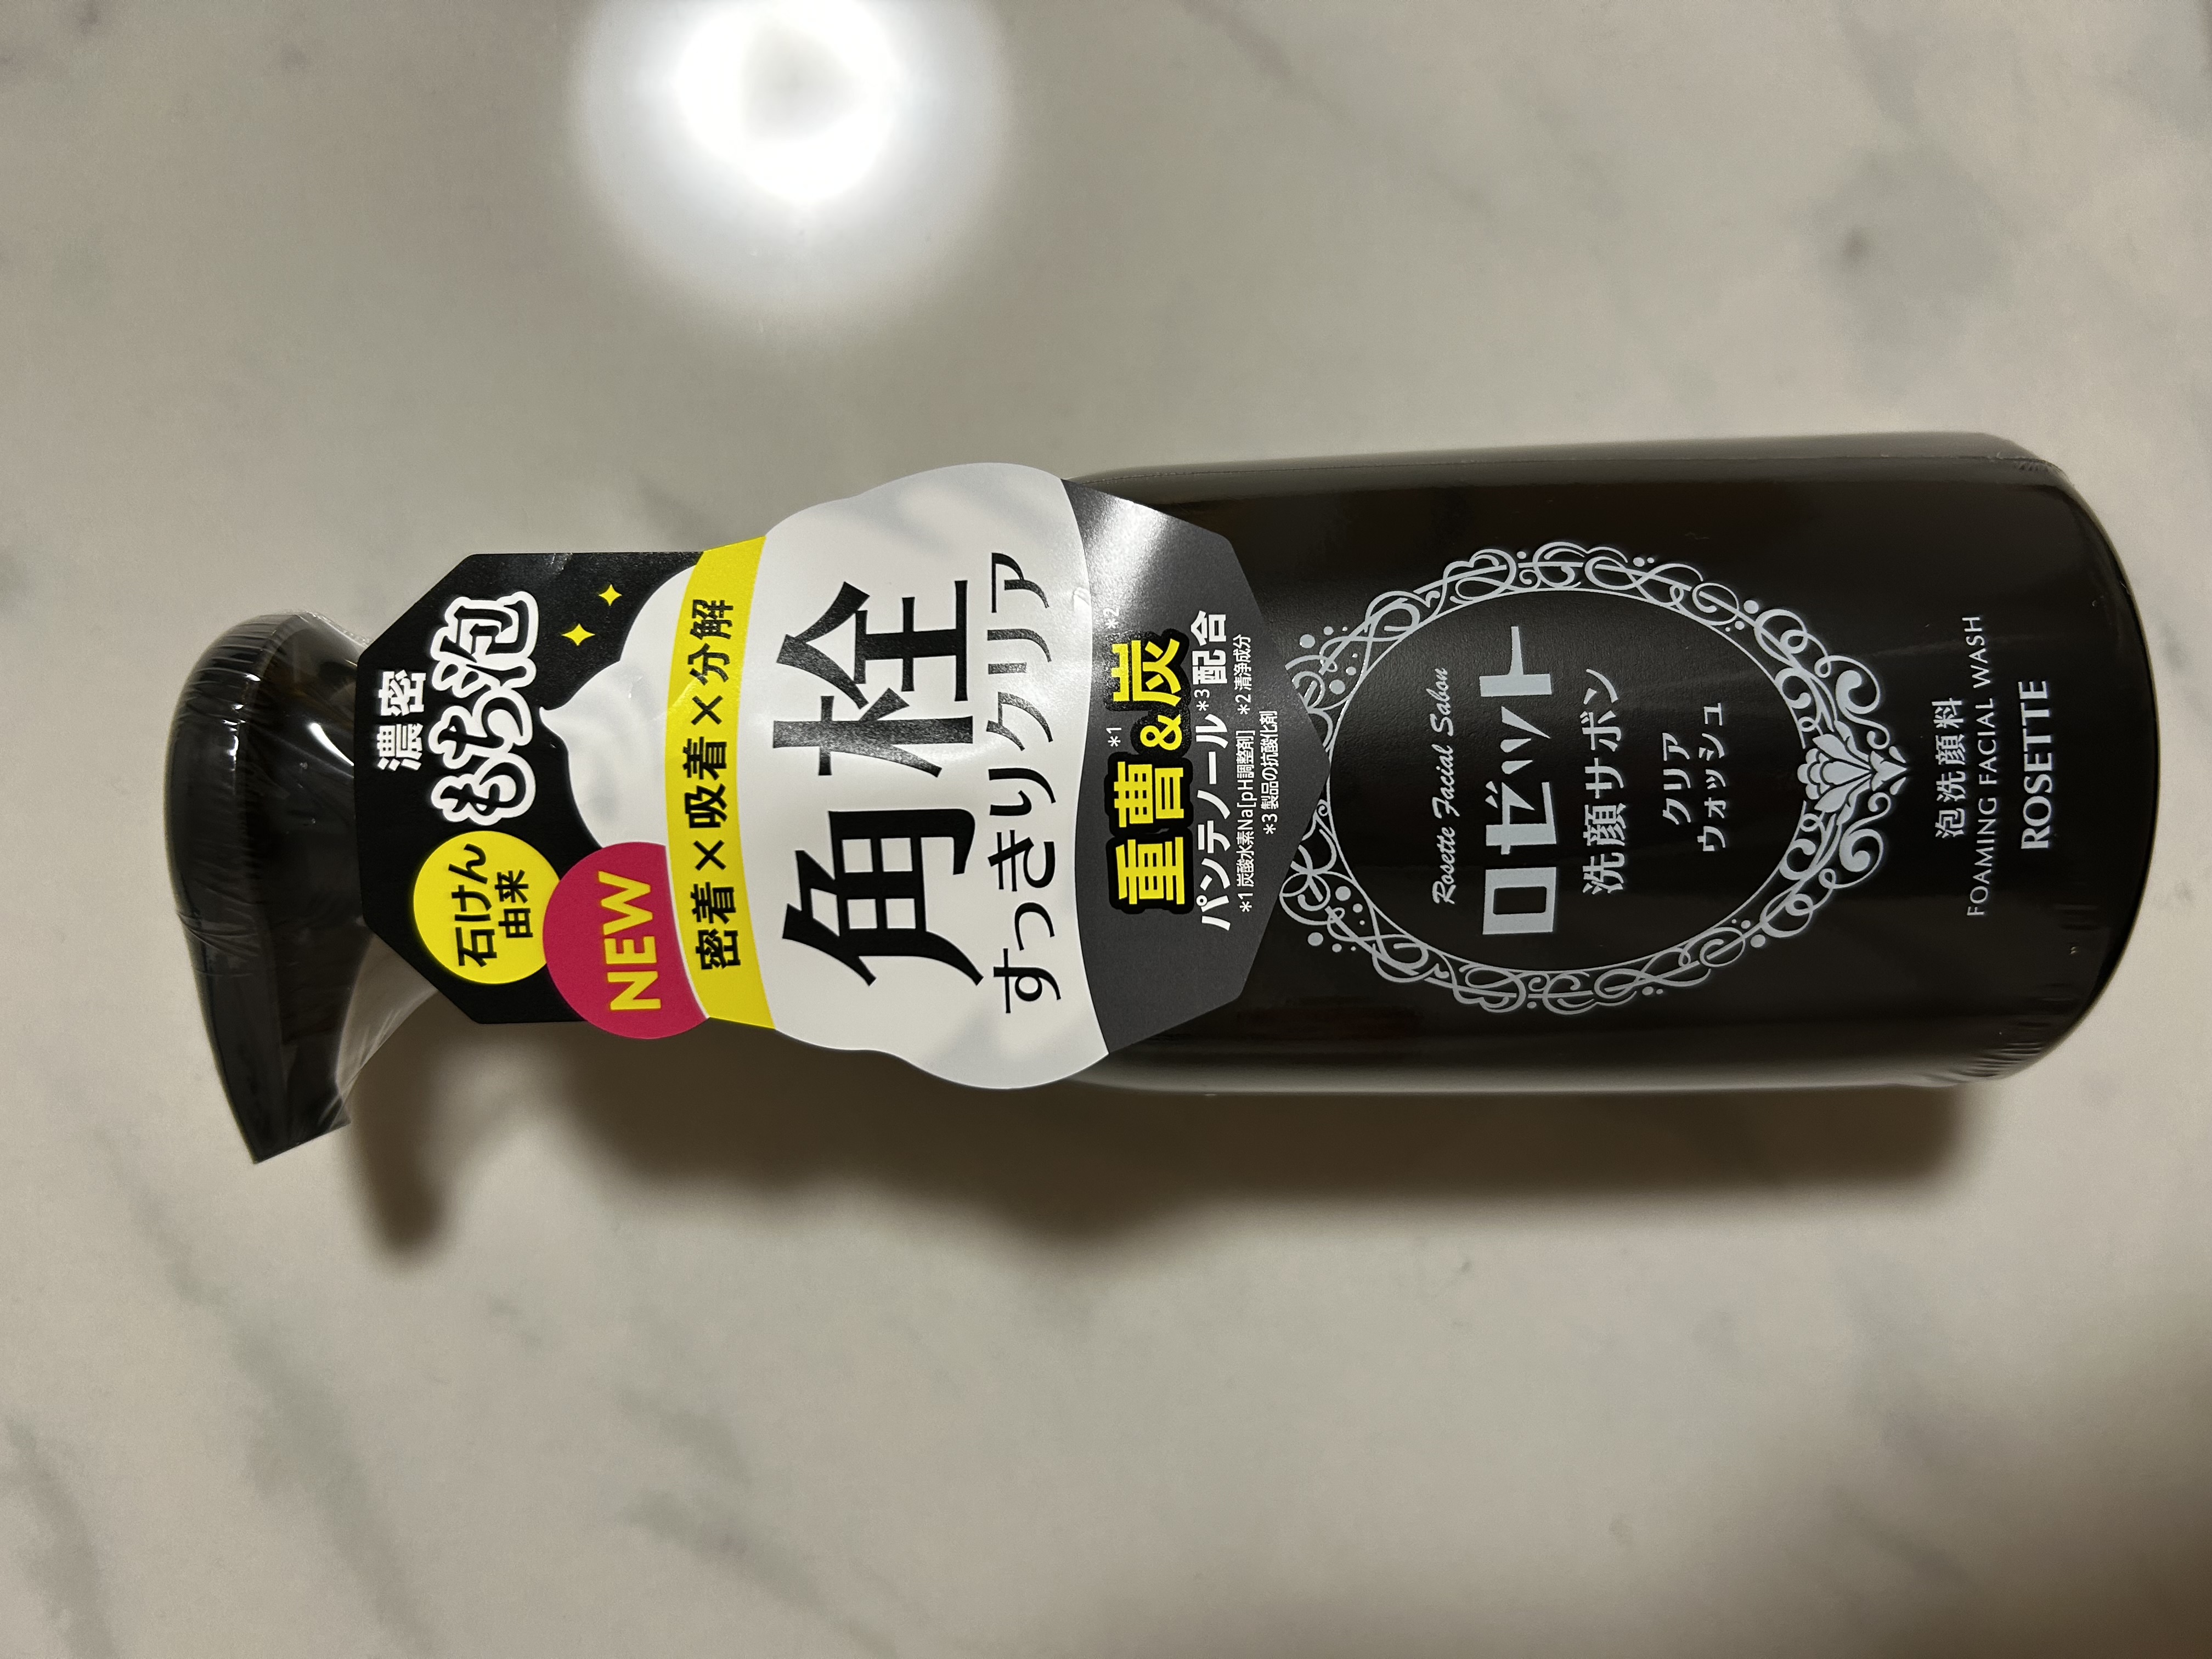 濃密
もち泡
石けん
由来
NEW
密着×吸着×分解
角栓
すっきりクリア
重曹*1&炭*2
パンテノール*3配合
*1 炭酸水素Na[pH調整剤] *2 清浄成分
*3 製品の抗酸化剤
Rosette Facial Sabon
ロゼット
洗顔サボン
クリア
ウォッシュ
泡洗顔料
FOAMING FACIAL WASH
ROSETTE